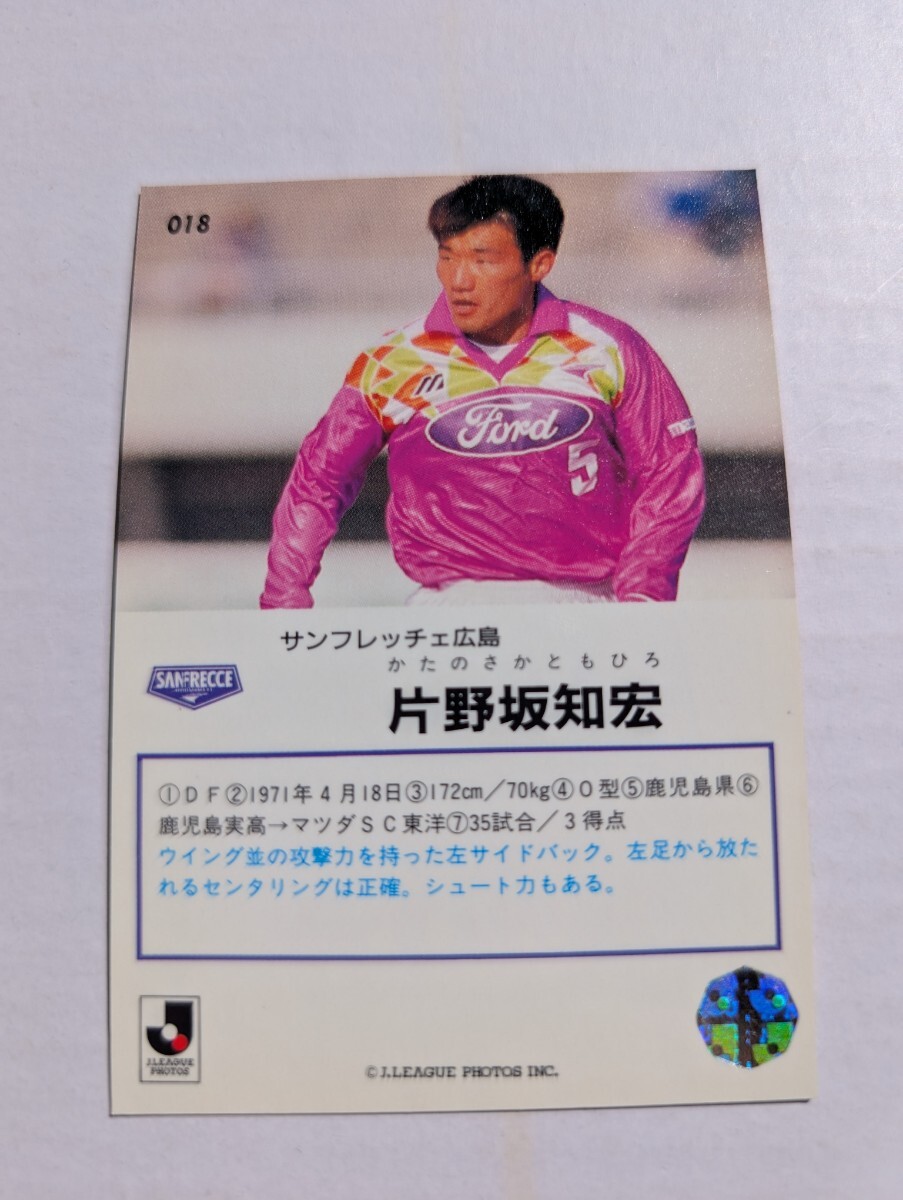 018
Ford
5
サンフレッチェ広島
かたのさかともひろ
SANFRECCE
片野坂知宏
①DF②1971年4月18日③172cm/70kg④O型⑤鹿児島県⑥
鹿児島実高→マツダSC東洋⑦35試合/3得点
ウイング並の攻撃力を持った左サイドバック。左足から放た
れるセンタリングは正確。シュート力もある。
J.LEAGUE
PHOTOS
© J.LEAGUE PHOTOS INC.